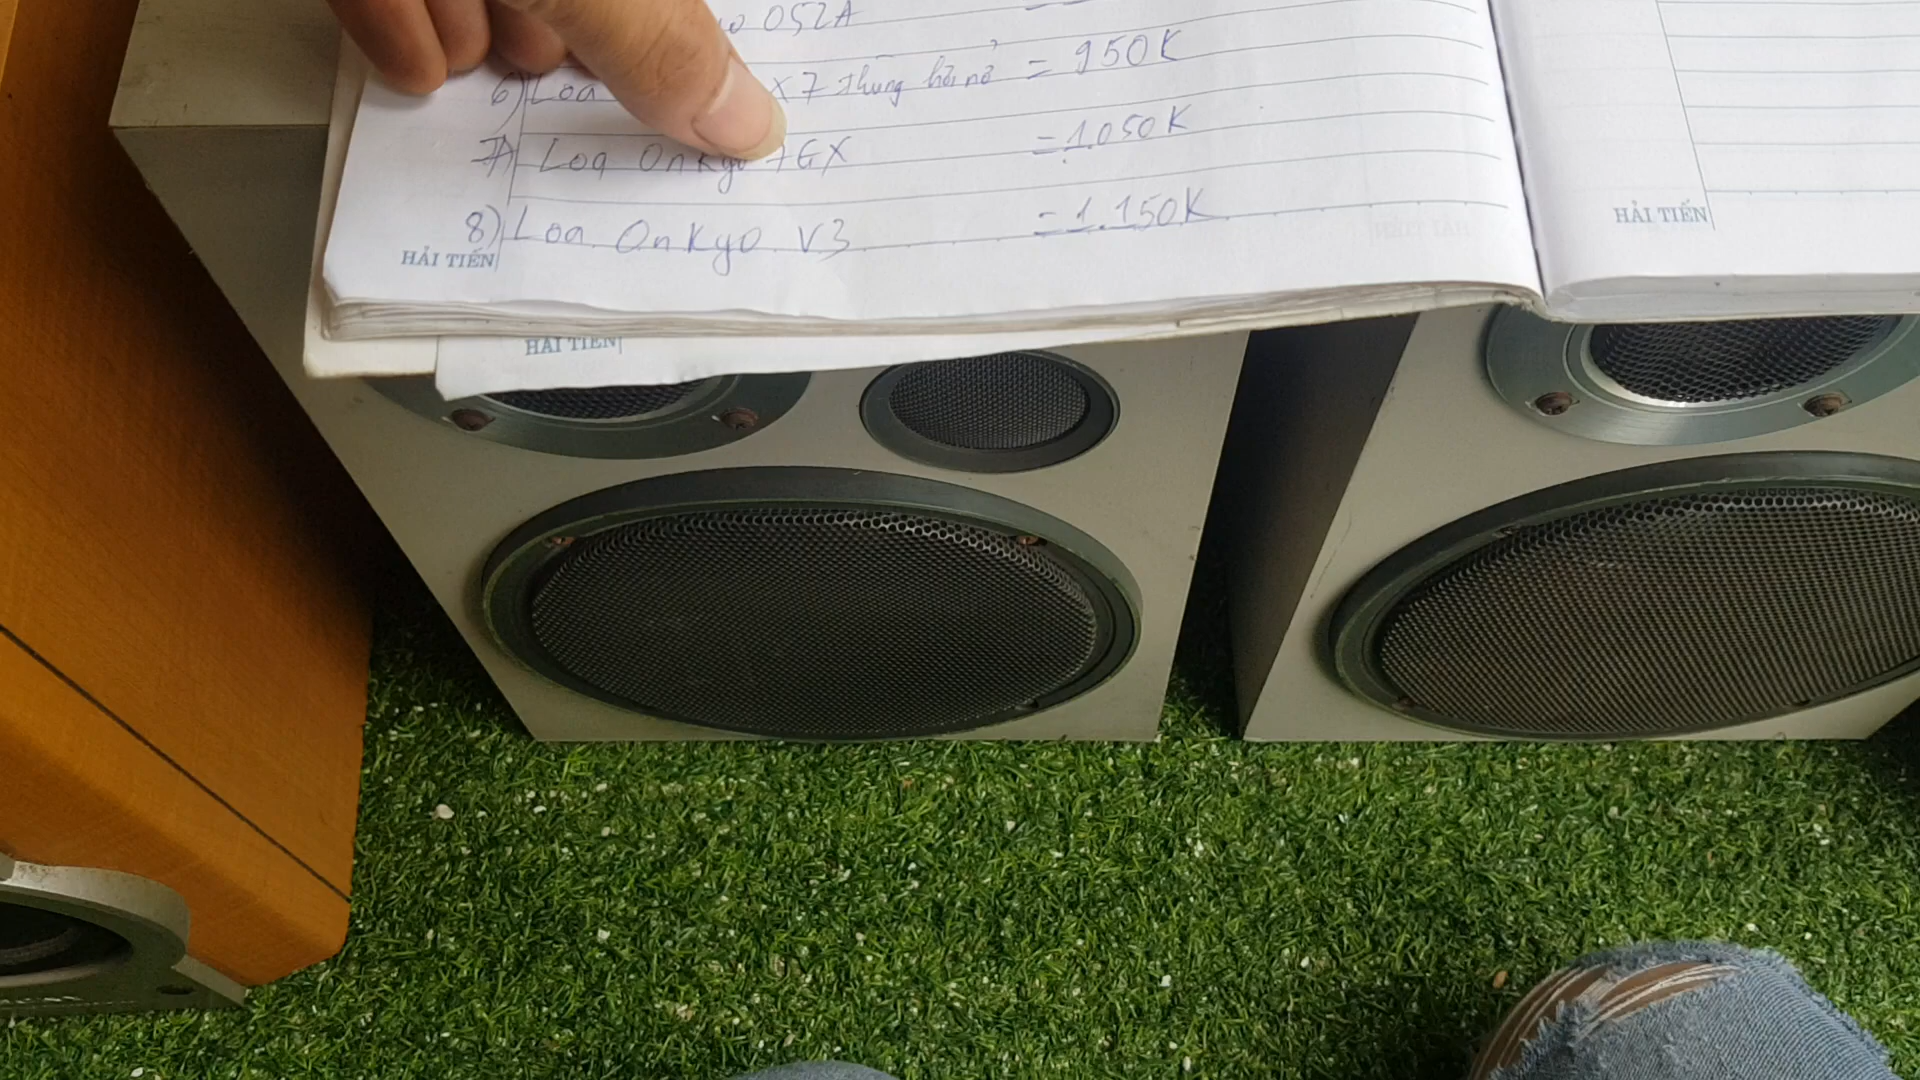 052A
6) Loa X7 thùng hơi nở = 950K
7) Loa Onkyo 7GX = 1.050K
8) Loa Onkyo V3 = 1.150K
HẢI TIẾN
HẢI TIẾN
HẢI TIẾN